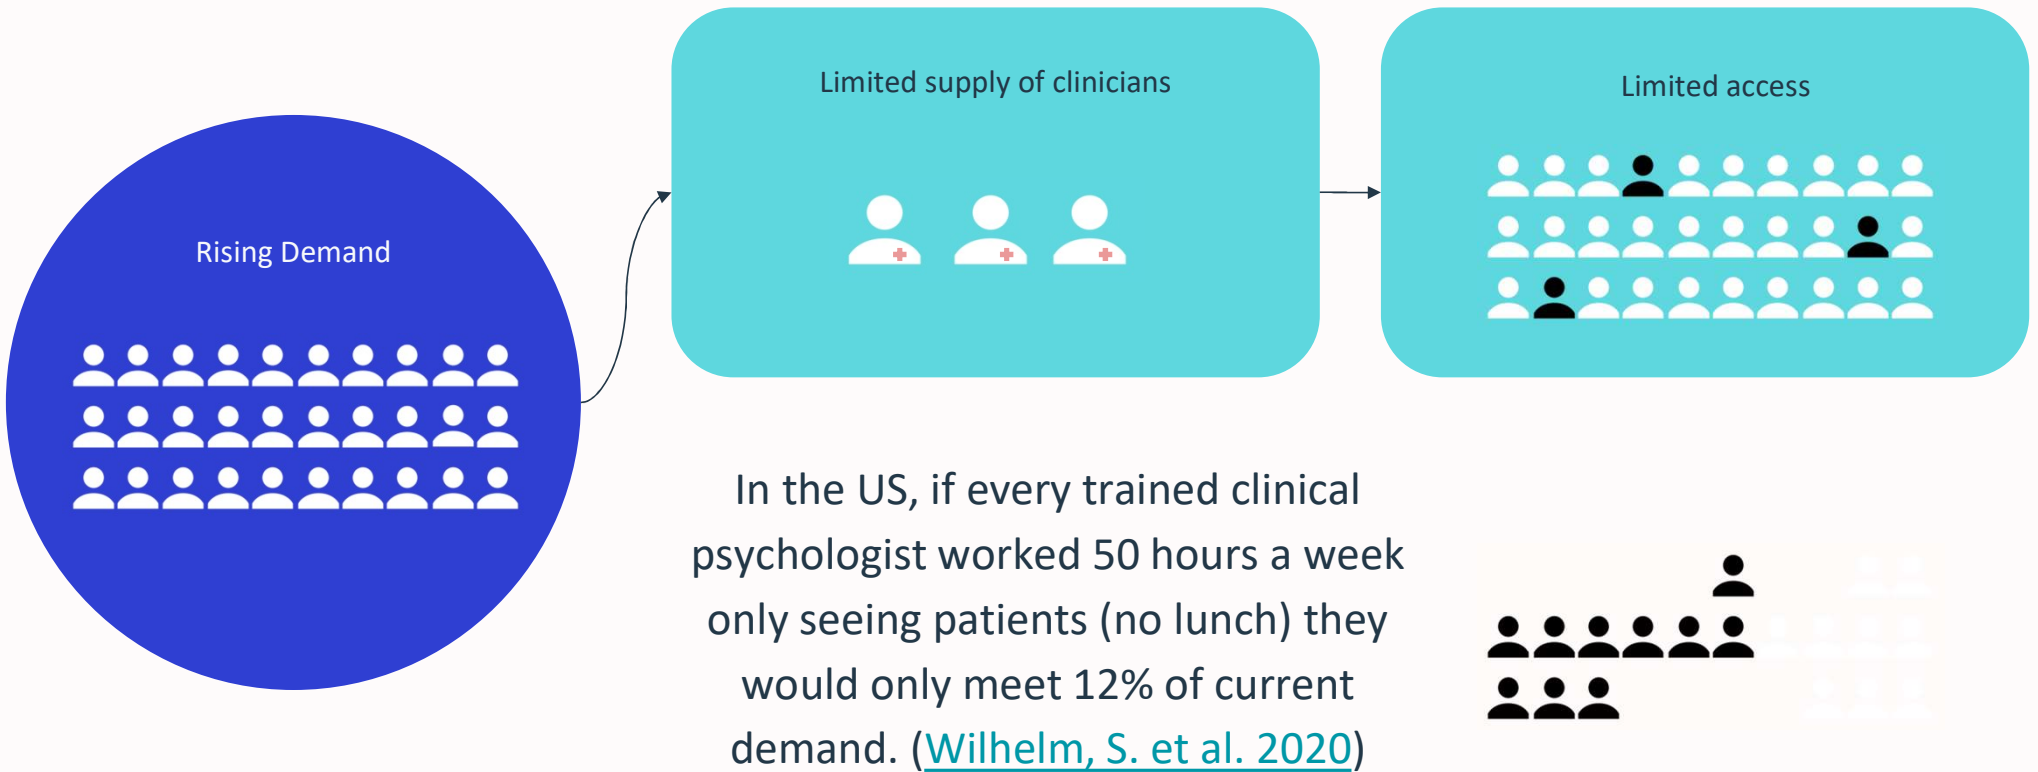 Rising Demand
Limited supply of clinicians
Limited access
In the US, if every trained clinical
psychologist worked 50 hours a week
only seeing patients (no lunch) they
would only meet 12% of current
demand. (Wilhelm, S. et al. 2020)